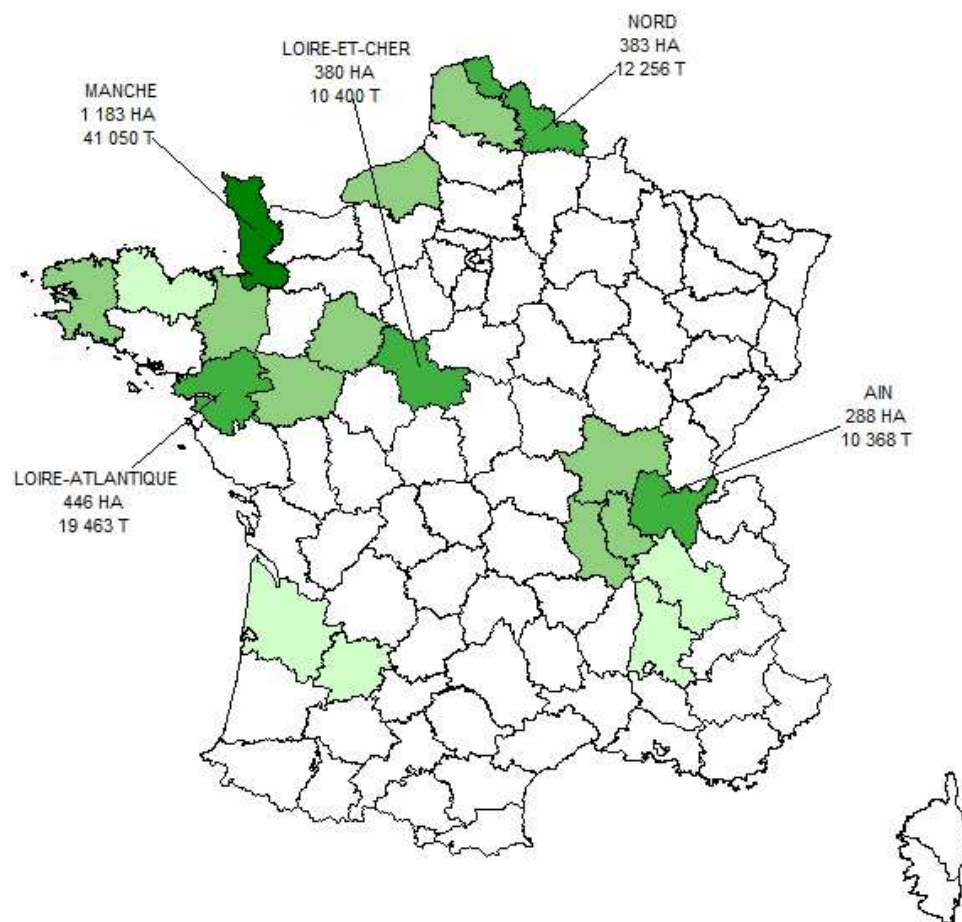 NORD
383 HA
12 256 T
LOIRE-ET-CHER
380 HA
10 400 T
MANCHE
1 183 HA
41 050 T
AIN
288 HA
10 368 T
LOIRE-ATLANTIQUE
446 HA
19 463 T